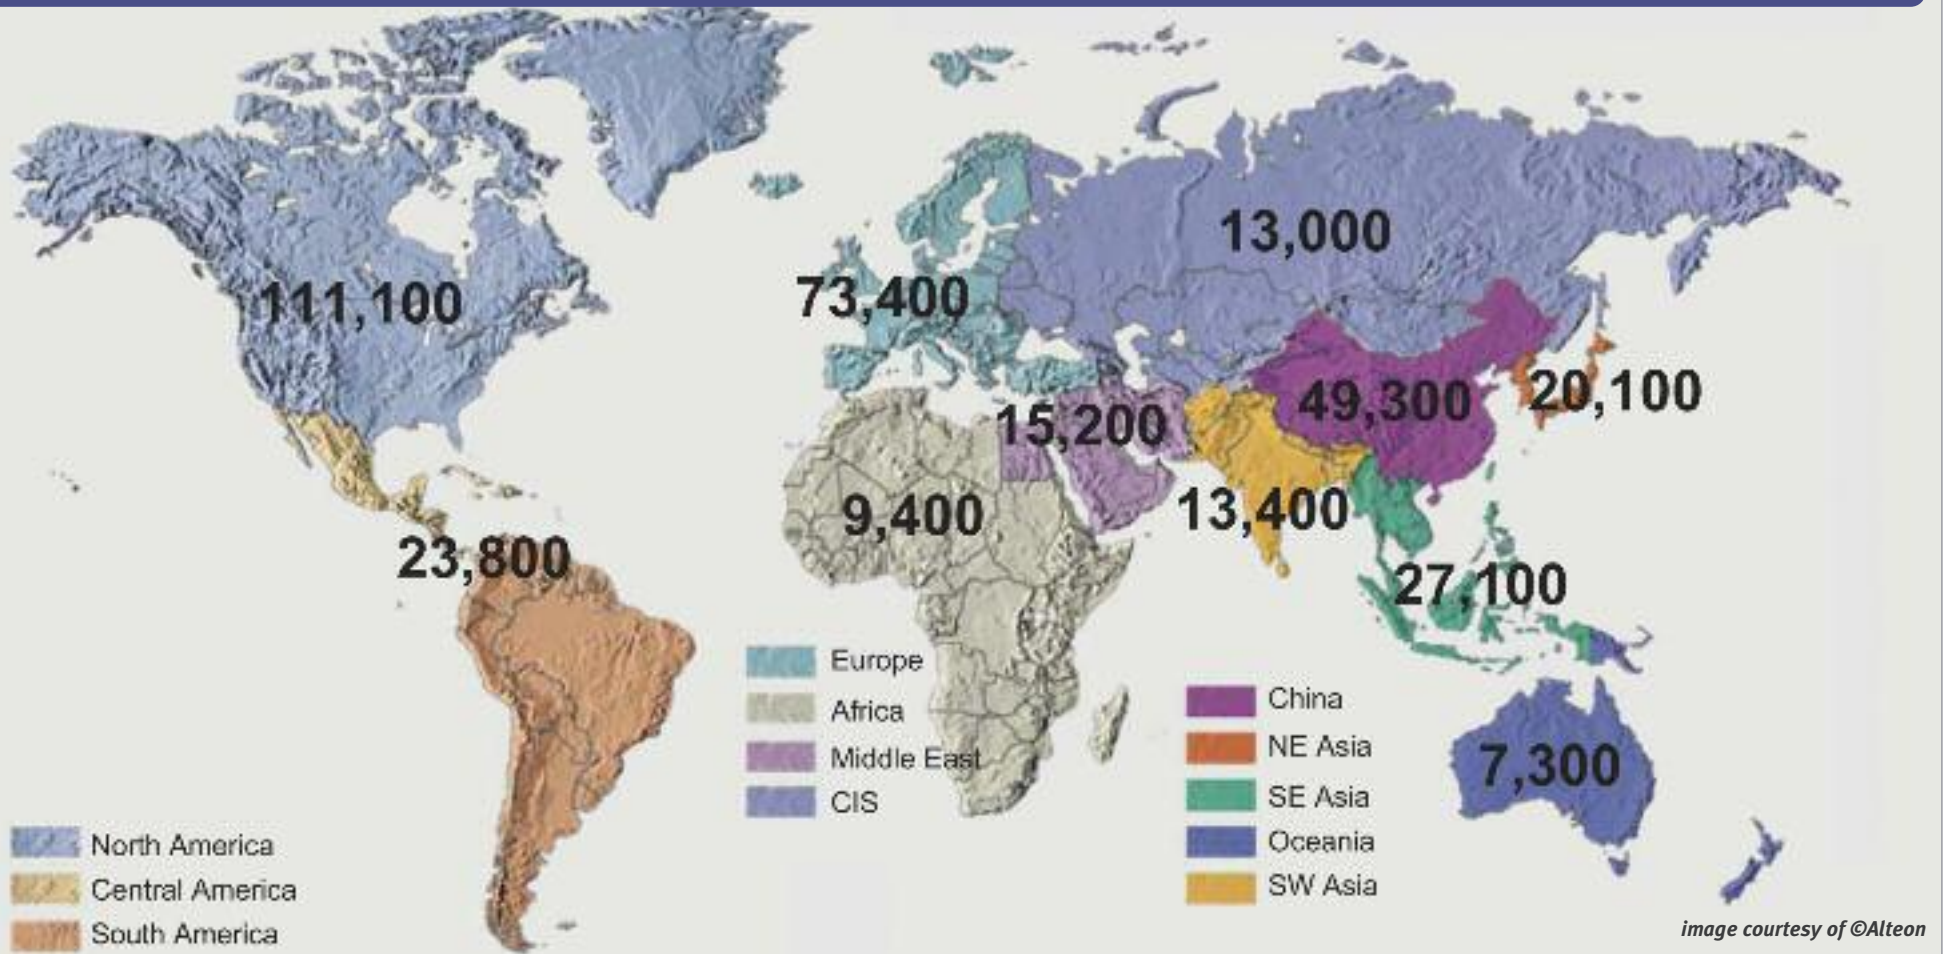 13,000
111,100
73,400
49,300
20,100
15,200
9,400
13,400
23,800
27,100
7,300
Europe
Africa
Middle East
CIS
China
NE Asia
SE Asia
Oceania
SW Asia
North America
Central America
South America
image courtesy of ©Alteon